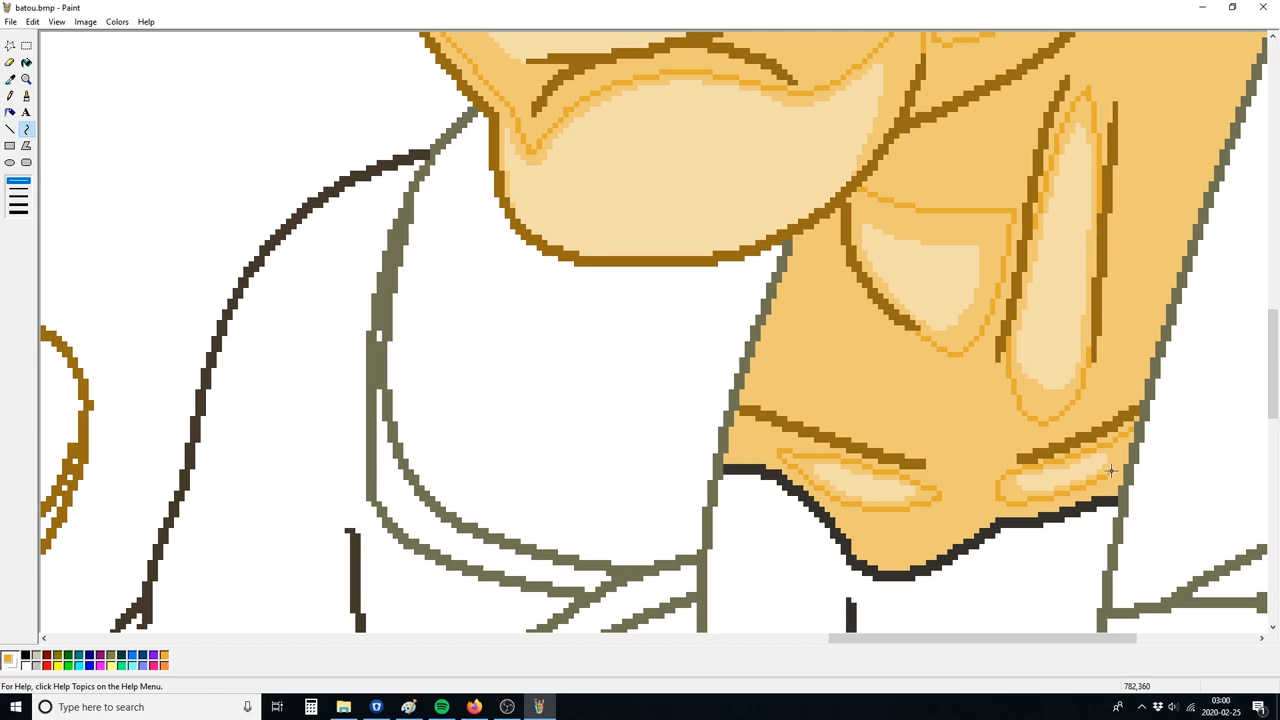 batou.bmp - Paint
File Edit View Image Colors Help
For Help, click Help Topics on the Help Menu.
782,360
Type here to search
03:00
2020-02-25
1